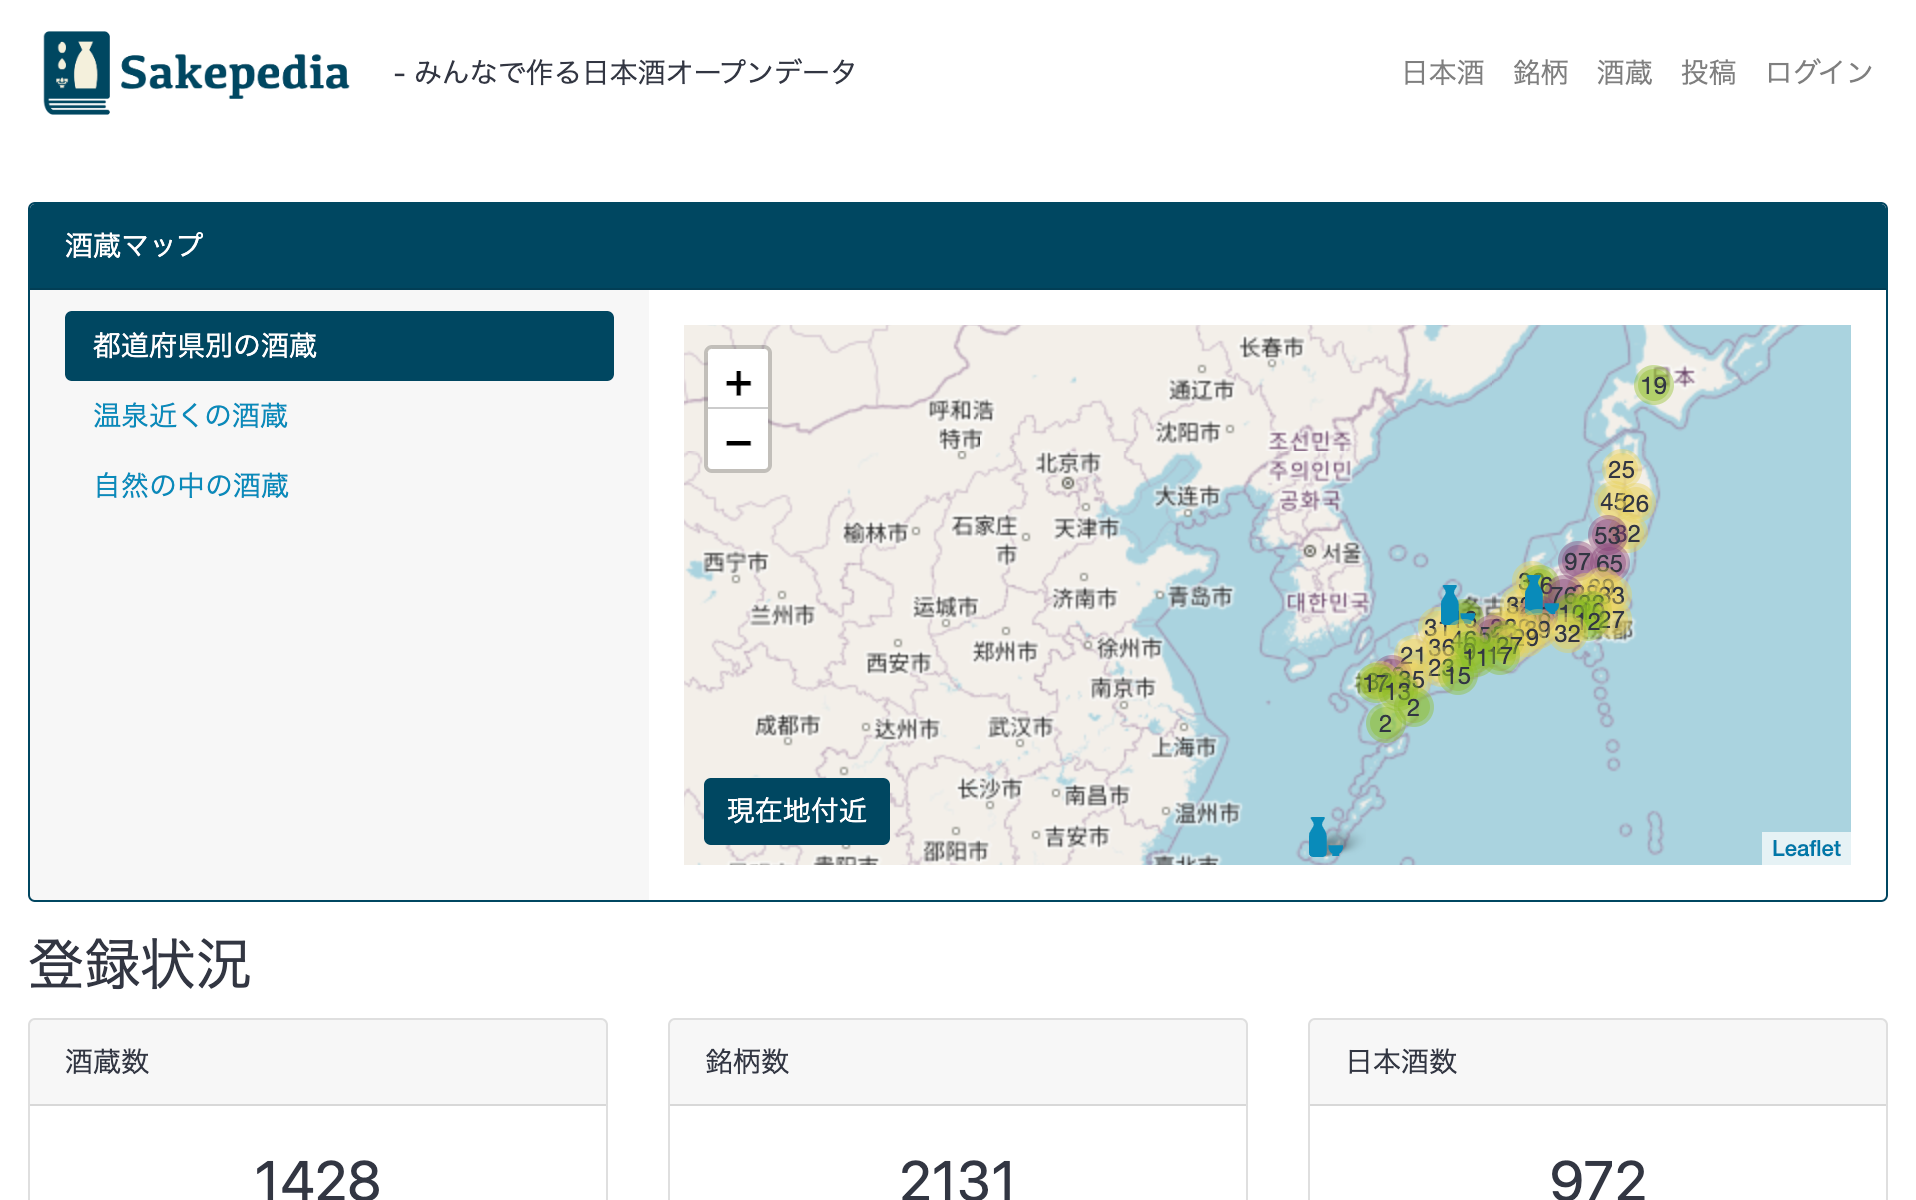 Sakepedia
- みんなで作る日本酒オープンデータ
日本酒 銘柄 酒蔵 投稿 ログイン
酒蔵マップ
都道府県別の酒蔵
温泉近くの酒蔵
自然の中の酒蔵
+
−
长春市
通辽市
呼和浩
特市
沈阳市
조선민주
주의인민
공화국
北京市
大连市
榆林市
石家庄
市
天津市
서울
西宁市
兰州市
运城市
济南市
青岛市
대한민국
西安市
郑州市
徐州市
南京市
成都市
达州市
武汉市
上海市
长沙市
南昌市
温州市
邵阳市
吉安市
19
25
45
26
53
32
97
65
33
27
32
31
36
21
23
35
15
17
13
11
17
2
2
現在地付近
Leaflet
登録状況
酒蔵数
1428
銘柄数
2131
日本酒数
972